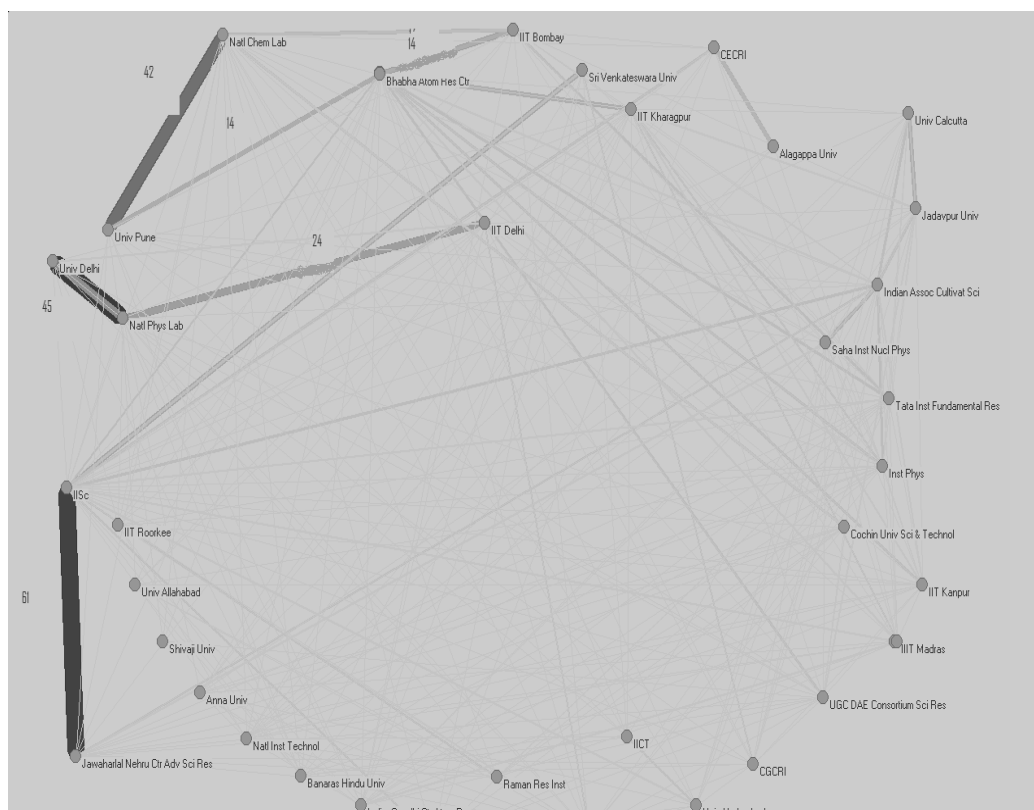 Natl Chem Lab
14
IIT Bombay
CECRI
42
Bhabha Atom Res Ctr
Sri Venkateswara Univ
IIT Kharagpur
Univ Calcutta
14
Alagappa Univ
Jadavpur Univ
Univ Pune
24
IIT Delhi
Univ Delhi
45
Natl Phys Lab
Indian Assoc Cultivat Sci
Saha Inst Nucl Phys
Tata Inst Fundamental Res
Inst Phys
IISc
IIT Roorkee
Cochin Univ Sci & Technol
61
Univ Allahabad
IIT Kanpur
Shivaji Univ
IIT Madras
Anna Univ
UGC DAE Consortium Sci Res
Natl Inst Technol
IICT
Jawaharlal Nehru Ctr Adv Sci Res
CGCRI
Banaras Hindu Univ
Raman Res Inst